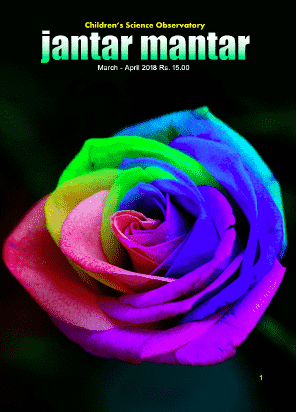 Children's Science Observatory
jantar mantar
March - April 2018 Rs. 15.00
1